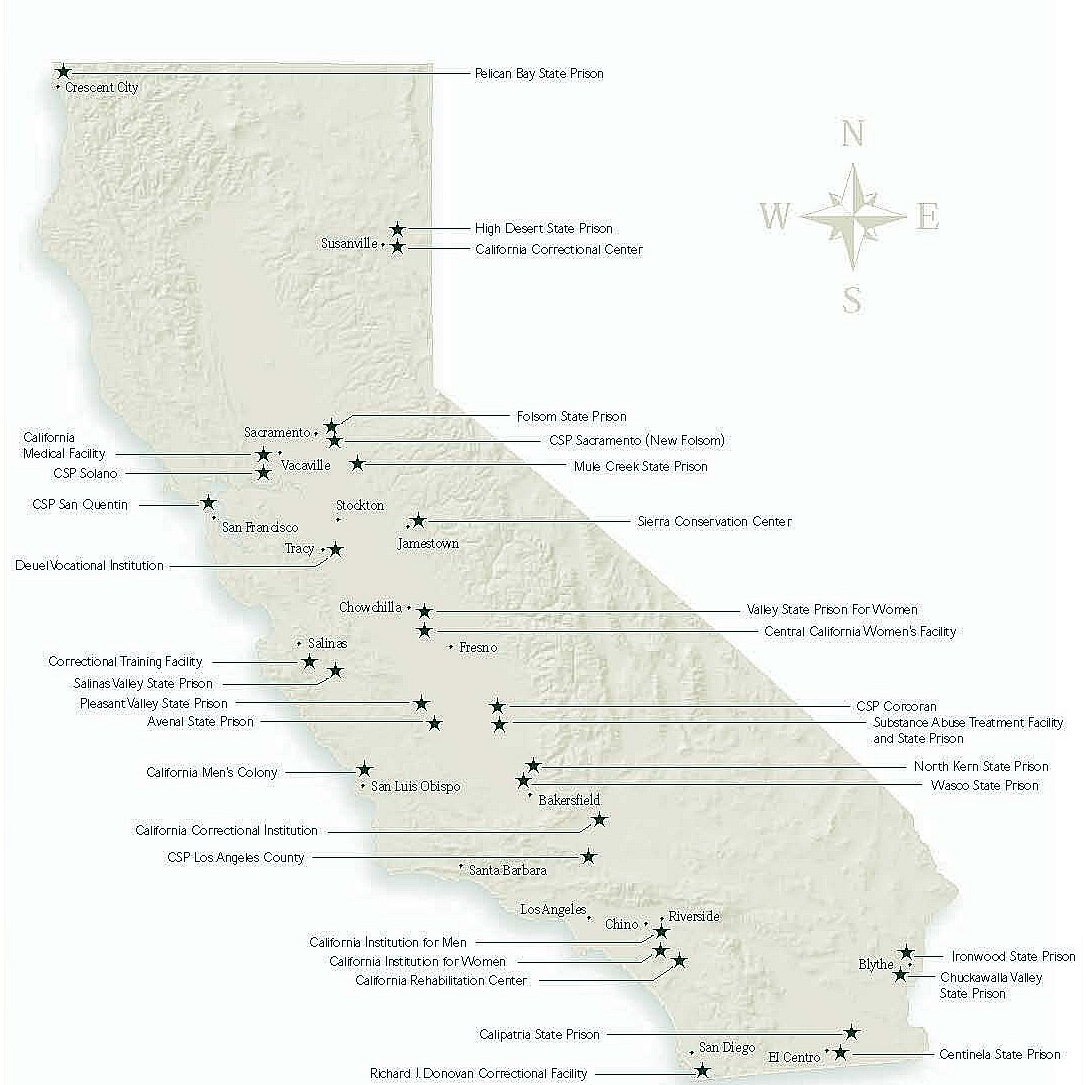 Pelican Bay State Prison
Crescent City
N
W
E
S
High Desert State Prison
Susanville
California Correctional Center
Folsom State Prison
Sacramento
CSP Sacramento (New Folsom)
California
Medical Facility
Vacaville
Mule Creek State Prison
CSP Solano
CSP San Quentin
Stockton
San Francisco
Sierra Conservation Center
Jamestown
Tracy
Deuel Vocational Institution
Chowchilla
Valley State Prison For Women
Central California Women's Facility
Salinas
Fresno
Correctional Training Facility
Salinas Valley State Prison
Pleasant Valley State Prison
CSP Corcoran
Avenal State Prison
Substance Abuse Treatment Facility
and State Prison
North Kern State Prison
California Men's Colony
San Luis Obispo
Wasco State Prison
Bakersfield
California Correctional Institution
CSP Los Angeles County
Santa Barbara
Los Angeles
Chino
Riverside
California Institution for Men
California Institution for Women
California Rehabilitation Center
Ironwood State Prison
Blythe
Chuckawalla Valley
State Prison
Calipatria State Prison
San Diego
El Centro
Centinela State Prison
Richard J. Donovan Correctional Facility